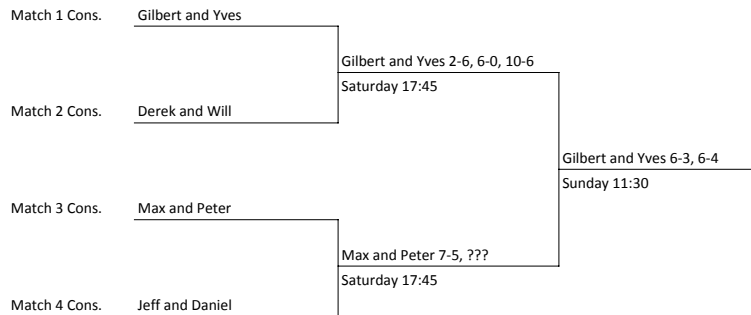 Match 1 Cons. Gilbert and Yves
Gilbert and Yves 2-6, 6-0, 10-6
Saturday 17:45
Match 2 Cons. Derek and Will
Gilbert and Yves 6-3, 6-4
Sunday 11:30
Match 3 Cons. Max and Peter
Max and Peter 7-5, ???
Saturday 17:45
Match 4 Cons. Jeff and Daniel